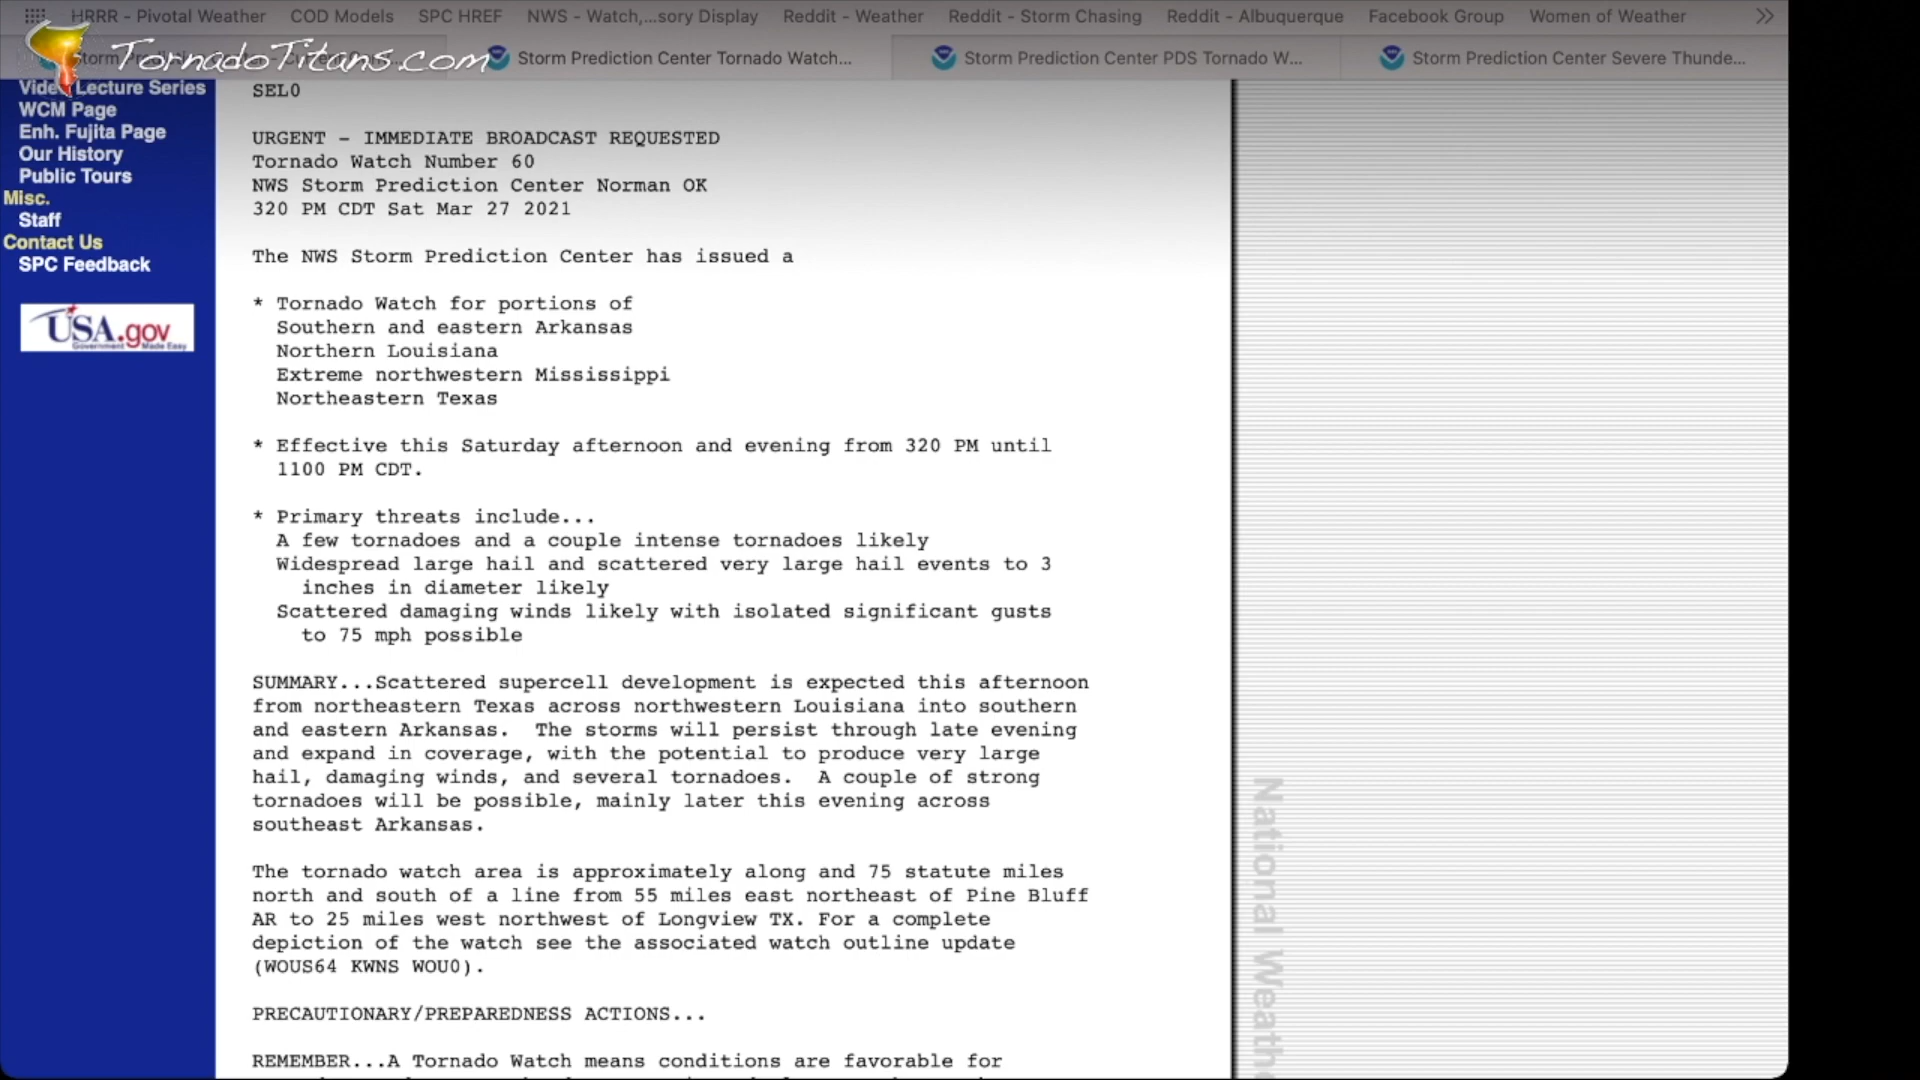 HRRR - Pivotal Weather COD Models SPC HREF NWS - Watch,...sory Display Reddit - Weather Reddit - Storm Chasing Reddit - Albuquerque Facebook Group Women of Weather
TornadoTitans.com
Storm Prediction Center Tornado Watch... Storm Prediction Center PDS Tornado W... Storm Prediction Center Severe Thunde...
Video Lecture Series
WCM Page
Enh. Fujita Page
Our History
Public Tours
Misc.
Staff
Contact Us
SPC Feedback
USA.gov
Government Made Easy
SEL0
URGENT - IMMEDIATE BROADCAST REQUESTED
Tornado Watch Number 60
NWS Storm Prediction Center Norman OK
320 PM CDT Sat Mar 27 2021
The NWS Storm Prediction Center has issued a
* Tornado Watch for portions of
Southern and eastern Arkansas
Northern Louisiana
Extreme northwestern Mississippi
Northeastern Texas
* Effective this Saturday afternoon and evening from 320 PM until
1100 PM CDT.
* Primary threats include...
A few tornadoes and a couple intense tornadoes likely
Widespread large hail and scattered very large hail events to 3
inches in diameter likely
Scattered damaging winds likely with isolated significant gusts
to 75 mph possible
SUMMARY...Scattered supercell development is expected this afternoon
from northeastern Texas across northwestern Louisiana into southern
and eastern Arkansas. The storms will persist through late evening
and expand in coverage, with the potential to produce very large
hail, damaging winds, and several tornadoes. A couple of strong
tornadoes will be possible, mainly later this evening across
southeast Arkansas.
The tornado watch area is approximately along and 75 statute miles
north and south of a line from 55 miles east northeast of Pine Bluff
AR to 25 miles west northwest of Longview TX. For a complete
depiction of the watch see the associated watch outline update
(WOUS64 KWNS WOU0).
PRECAUTIONARY/PREPAREDNESS ACTIONS...
REMEMBER...A Tornado Watch means conditions are favorable for
National Weath